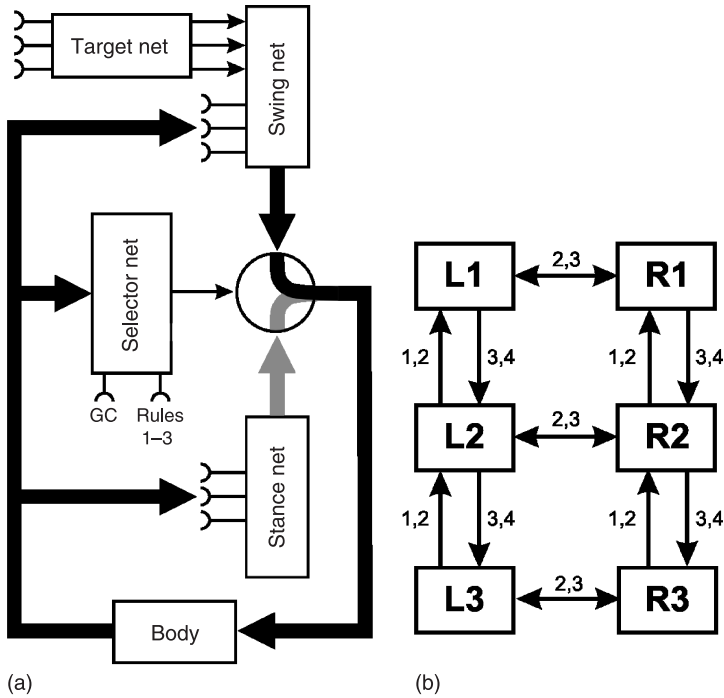 Target net
Swing net
Selector net
GC
Rules
1–3
Stance net
Body
(a)
L1
2,3
R1
1,2
3,4
1,2
3,4
L2
2,3
R2
1,2
3,4
1,2
3,4
L3
2,3
R3
(b)